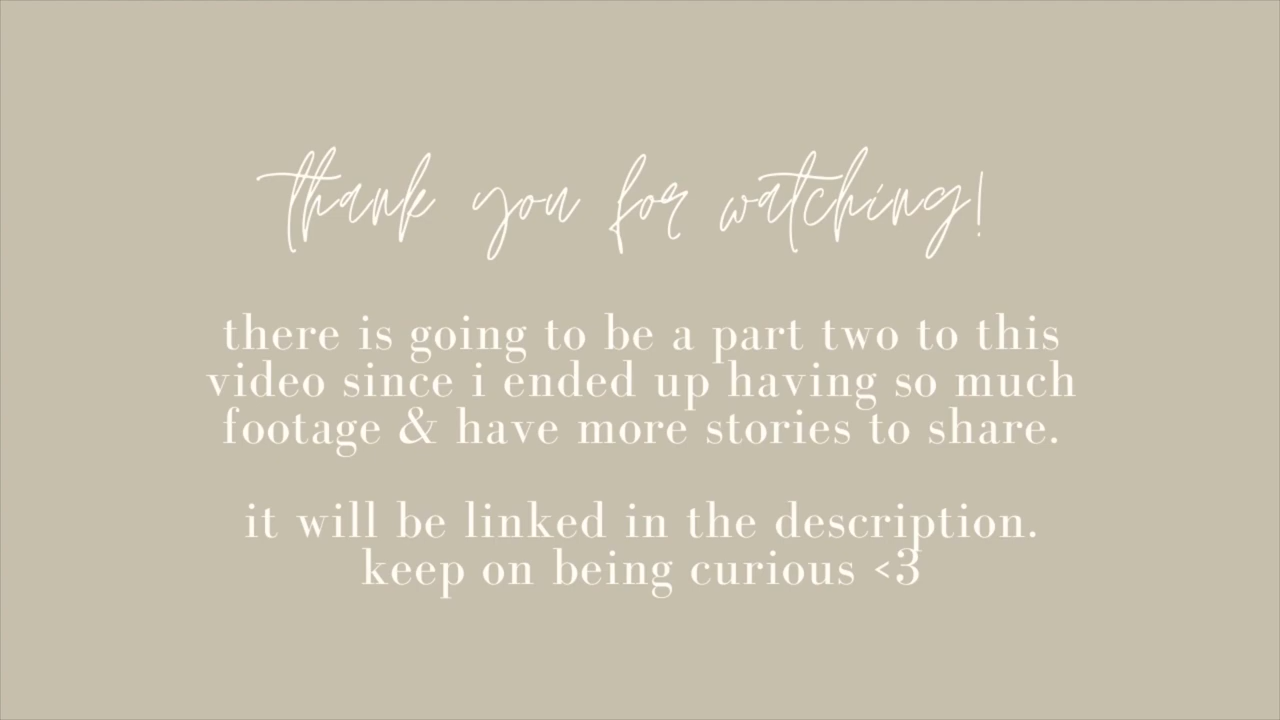 thank you for watching!
there is going to be a part two to this
video since i ended up having so much
footage & have more stories to share.
it will be linked in the description.
keep on being curious <3